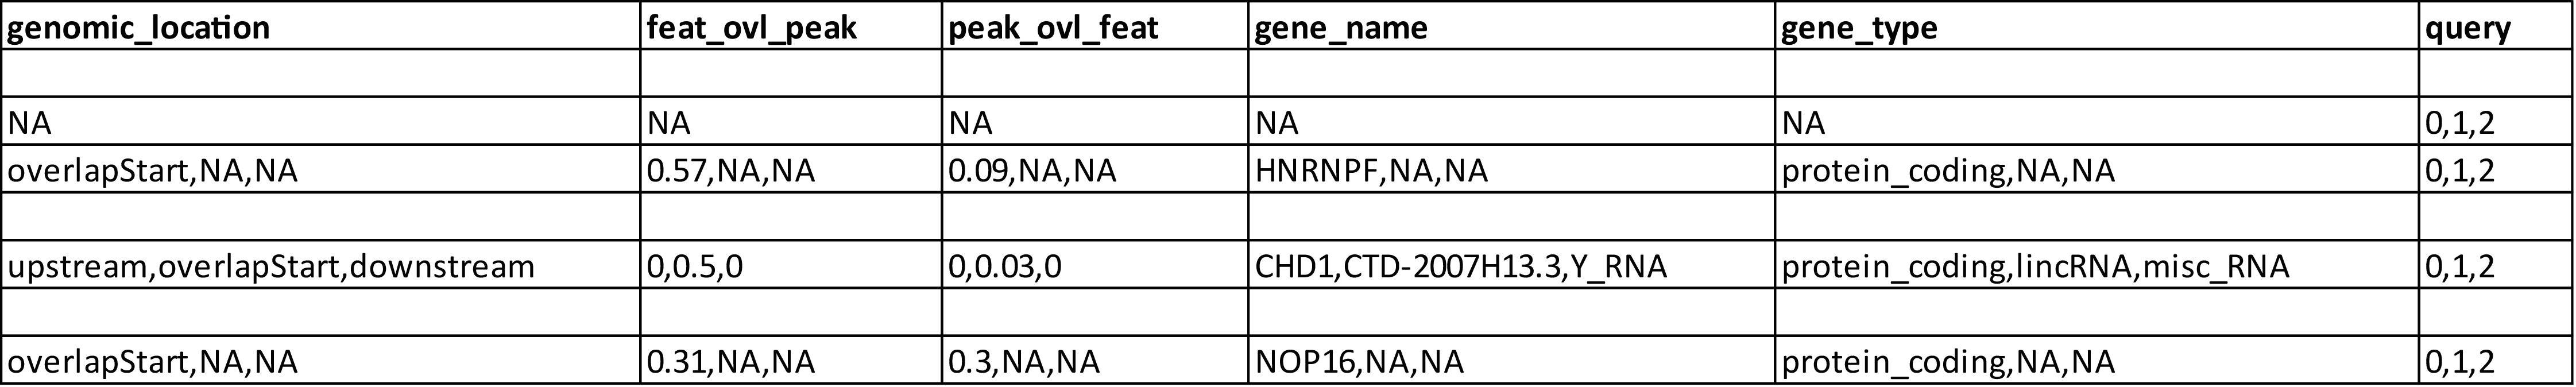 genomic_location feat_ovl_peak peak_ovl_feat gene_name gene_type query
NA NA NA NA NA 0,1,2
overlapStart,NA,NA 0.57,NA,NA 0.09,NA,NA HNRNPF,NA,NA protein_coding,NA,NA 0,1,2
upstream,overlapStart,downstream 0,0.5,0 0,0.03,0 CHD1,CTD-2007H13.3,Y_RNA protein_coding,lincRNA,misc_RNA 0,1,2
overlapStart,NA,NA 0.31,NA,NA 0.3,NA,NA NOP16,NA,NA protein_coding,NA,NA 0,1,2